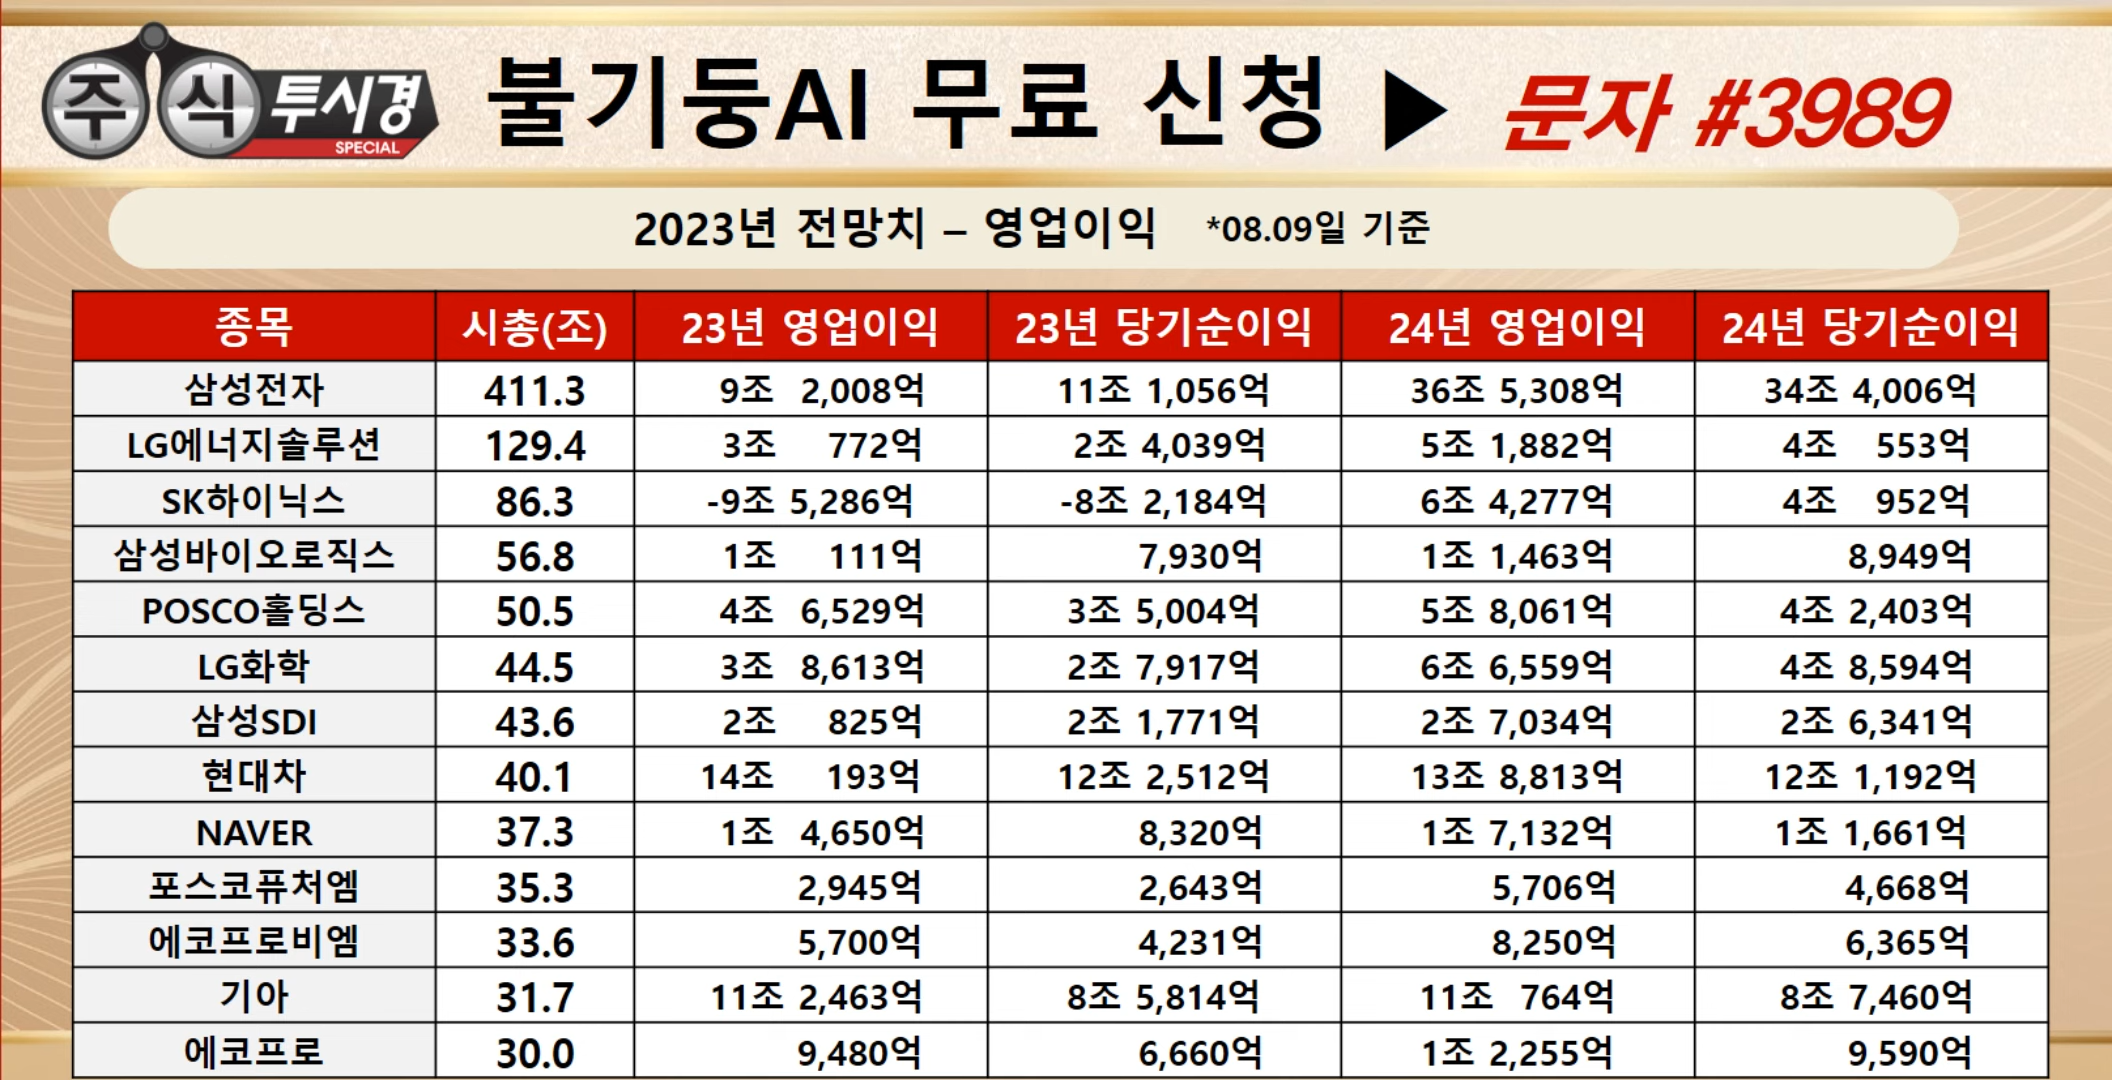 주식투시경
SPECIAL
불기둥AI 무료 신청 ▶ 문자 #3989
2023년 전망치 – 영업이익 *08.09일 기준
종목 시총(조) 23년 영업이익 23년 당기순이익 24년 영업이익 24년 당기순이익
삼성전자 411.3 9조 2,008억 11조 1,056억 36조 5,308억 34조 4,006억
LG에너지솔루션 129.4 3조 772억 2조 4,039억 5조 1,882억 4조 553억
SK하이닉스 86.3 -9조 5,286억 -8조 2,184억 6조 4,277억 4조 952억
삼성바이오로직스 56.8 1조 111억 7,930억 1조 1,463억 8,949억
POSCO홀딩스 50.5 4조 6,529억 3조 5,004억 5조 8,061억 4조 2,403억
LG화학 44.5 3조 8,613억 2조 7,917억 6조 6,559억 4조 8,594억
삼성SDI 43.6 2조 825억 2조 1,771억 2조 7,034억 2조 6,341억
현대차 40.1 14조 193억 12조 2,512억 13조 8,813억 12조 1,192억
NAVER 37.3 1조 4,650억 8,320억 1조 7,132억 1조 1,661억
포스코퓨처엠 35.3 2,945억 2,643억 5,706억 4,668억
에코프로비엠 33.6 5,700억 4,231억 8,250억 6,365억
기아 31.7 11조 2,463억 8조 5,814억 11조 764억 8조 7,460억
에코프로 30.0 9,480억 6,660억 1조 2,255억 9,590억